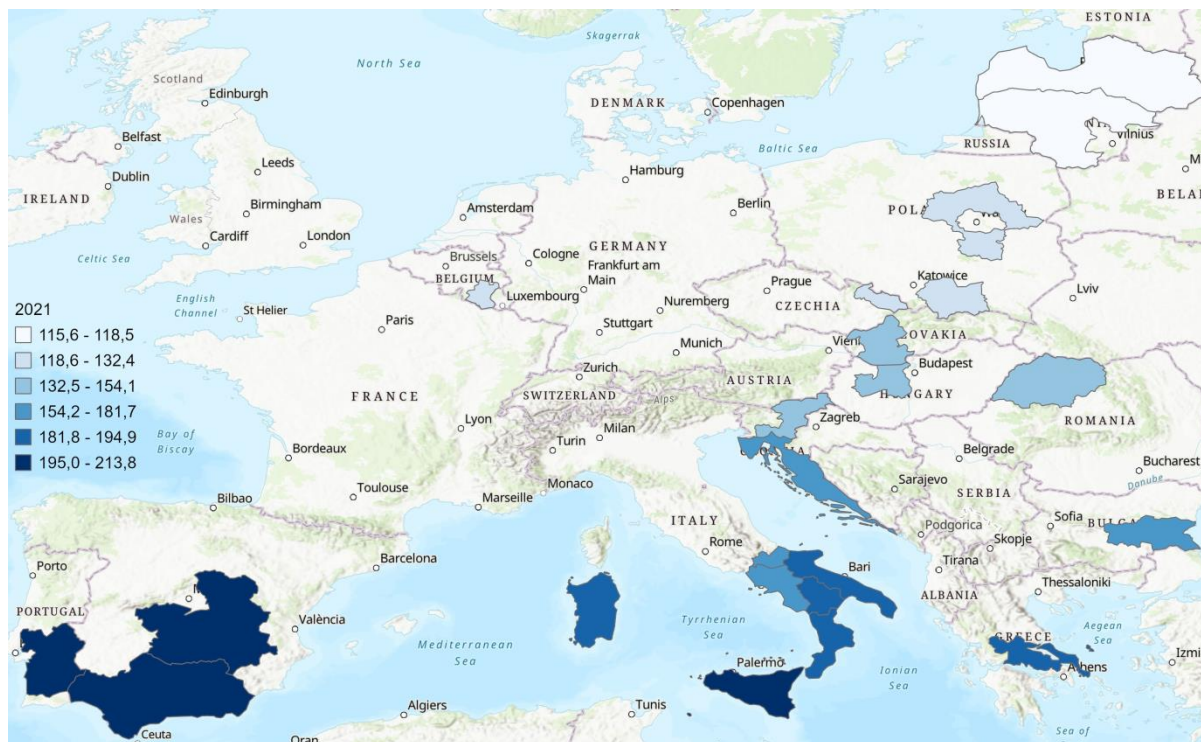 ESTONIA
Skagerrak
North Sea
Scotland
Edinburgh
DENMARK
Copenhagen
Belfast
Vilnius
Baltic Sea
RUSSIA
Leeds
Dublin
IRELAND
Hamburg
BELA
Birmingham
Amsterdam
Berlin
POLA
Wales
Cardiff
London
GERMANY
Celtic Sea
Brussels
Cologne
BELGIUM
Frankfurt am
Main
Katowice
Prague
Lviv
English
Channel
Luxembourg
CZECHIA
Nuremberg
2021
St Helier
Paris
Stuttgart
OVAKIA
115,6 - 118,5
Munich
Vieni
118,6 - 132,4
Budapest
132,5 - 154,1
Zurich
AUSTRIA
154,2 - 181,7
FRANCE
SWITZERLAND
Alps
HUNGARY
181,8 - 194,9
Lyon
Zagreb
ROMANIA
195,0 - 213,8
Bay of
Biscay
Turin
Milan
Bordeaux
Belgrade
Bucharest
Danube
Toulouse
Monaco
Sarajevo
SERBIA
Bilbao
Marseille
ITALY
Podgorica
Sofia
BULGA
Rome
Skopje
Porto
Barcelona
Bari
Tirana
Thessaloniki
PORTUGAL
ALBANIA
València
Tyrrhenian
Sea
Aegean
Sea
Mediterranean
Sea
GREECE
Izmi
Palermo
Ionian
Sea
Athens
Algiers
Tunis
Ceuta
Oran
Sea of